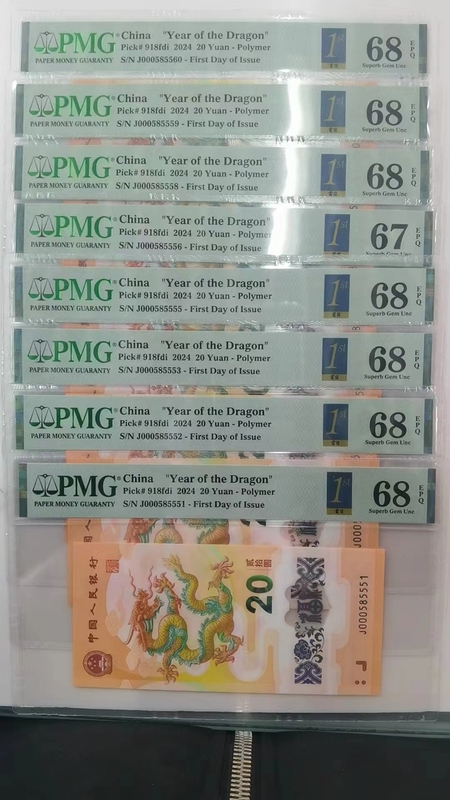 PMG China "Year of the Dragon"
Pick# 918fdi 2024 20 Yuan - Polymer
PAPER MONEY GUARANTY S/N J000585560 - First Day of Issue
1st
68 EPQ
Superb Gem Unc
PMG China "Year of the Dragon"
Pick# 918fdi 2024 20 Yuan - Polymer
PAPER MONEY GUARANTY S/N J000585559 - First Day of Issue
1st
68 EPQ
Superb Gem Unc
PMG China "Year of the Dragon"
Pick# 918fdi 2024 20 Yuan - Polymer
PAPER MONEY GUARANTY S/N J000585558 - First Day of Issue
1st
68 EPQ
Superb Gem Unc
PMG China "Year of the Dragon"
Pick# 918fdi 2024 20 Yuan - Polymer
PAPER MONEY GUARANTY S/N J000585556 - First Day of Issue
1st
67 EPQ
Superb Gem Unc
PMG China "Year of the Dragon"
Pick# 918fdi 2024 20 Yuan - Polymer
PAPER MONEY GUARANTY S/N J000585555 - First Day of Issue
1st
68 EPQ
Superb Gem Unc
PMG China "Year of the Dragon"
Pick# 918fdi 2024 20 Yuan - Polymer
PAPER MONEY GUARANTY S/N J000585553 - First Day of Issue
1st
68 EPQ
Superb Gem Unc
PMG China "Year of the Dragon"
Pick# 918fdi 2024 20 Yuan - Polymer
PAPER MONEY GUARANTY S/N J000585552 - First Day of Issue
1st
68 EPQ
Superb Gem Unc
PMG China "Year of the Dragon"
Pick# 918fdi 2024 20 Yuan - Polymer
PAPER MONEY GUARANTY S/N J000585551 - First Day of Issue
1st
68 EPQ
Superb Gem Unc
J000
中国人民银行
20
贰拾圆
J000585551